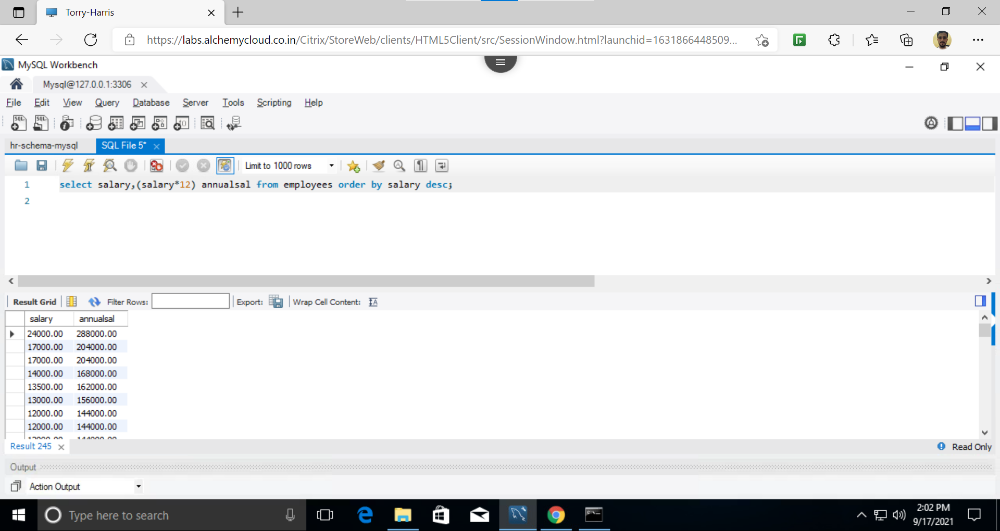 Torry-Harris
https://labs.alchemycloud.co.in/Citrix/StoreWeb/clients/HTML5Client/src/SessionWindow.html?launchid=1631866448509...
MySQL Workbench
Mysql@127.0.0.1:3306
File Edit View Query Database Server Tools Scripting Help
SQL SQL
hr-schema-mysql SQL File 5*
Limit to 1000 rows
1 select salary,(salary*12) annualsal from employees order by salary desc;
2
Result Grid Filter Rows: Export: Wrap Cell Content:
salary annualsal
24000.00 288000.00
17000.00 204000.00
17000.00 204000.00
14000.00 168000.00
13500.00 162000.00
13000.00 156000.00
12000.00 144000.00
12000.00 144000.00
Result 245 Read Only
Output
Action Output
Type here to search
2:02 PM
9/17/2021